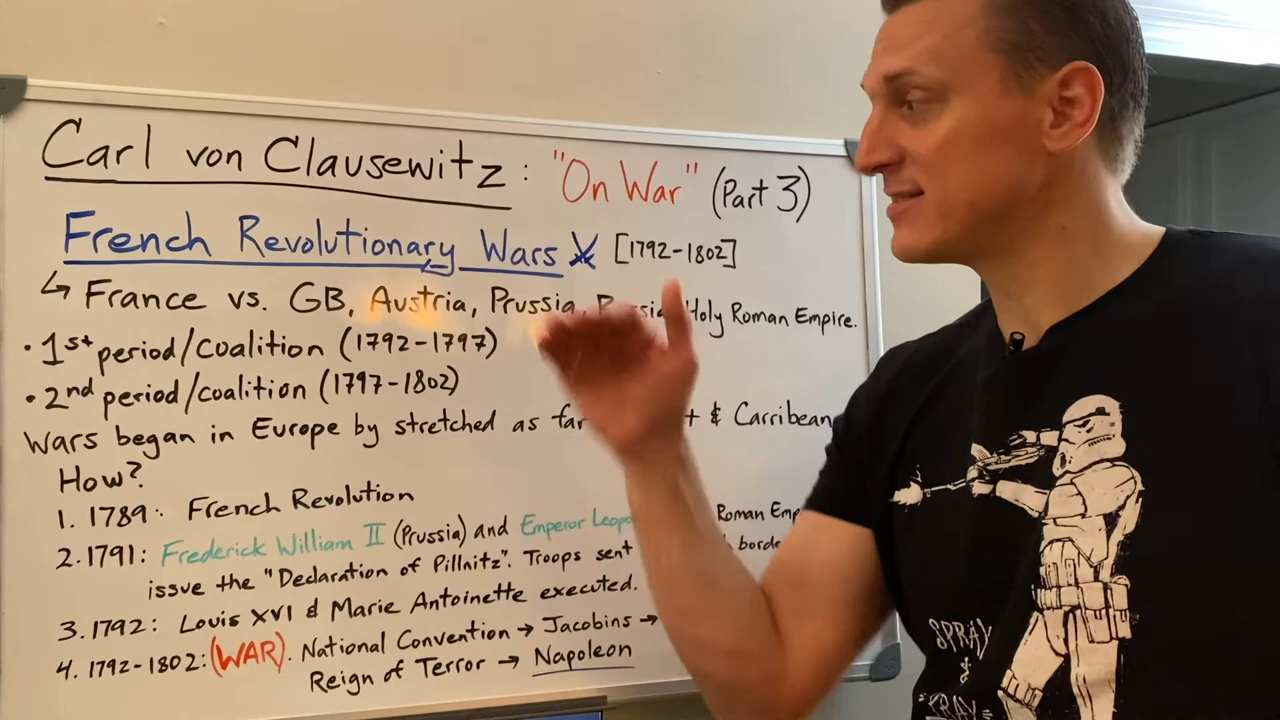 Carl von Clausewitz: "On War" (Part 3)
French Revolutionary Wars [1792-1802]
↳ France vs. GB, Austria, Prussia, Holy Roman Empire.
• 1st period/coalition (1792-1797)
• 2nd period/coalition (1797-1802)
Wars began in Europe by stretched as far & Carribean
How?
1. 1789: French Revolution
2. 1791: Frederick William II (Prussia) and Emperor Roman
issue the "Declaration of Pillnitz". Troops sent
3. 1792: Louis XVI & Marie Antoinette executed.
4. 1792-1802: (WAR). National Convention → Jacobins →
Reign of Terror → Napoleon
SPRAY
&
PRAY